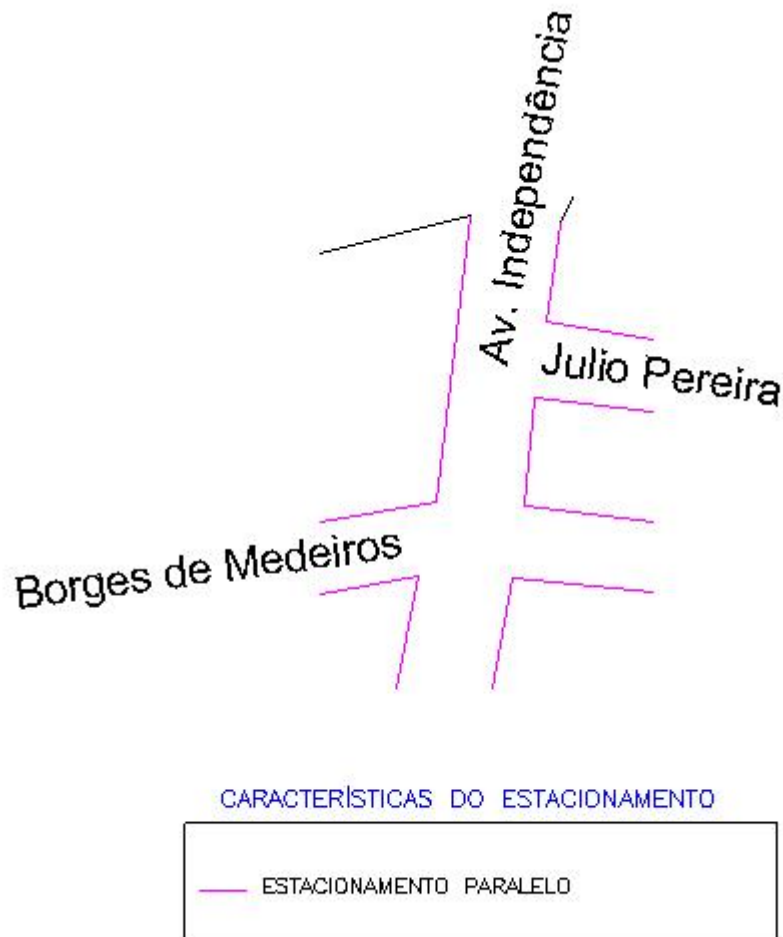 Av. Independência
Julio Pereira
Borges de Medeiros
CARACTERÍSTICAS DO ESTACIONAMENTO
ESTACIONAMENTO PARALELO